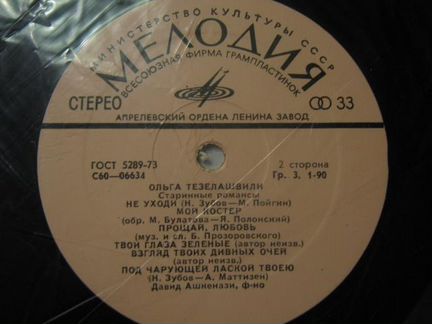 МИНИСТЕРСТВО КУЛЬТУРЫ СССР
МЕЛОДИЯ
ВСЕСОЮЗНАЯ ФИРМА ГРАМПЛАСТИНОК
СТЕРЕО
33
АПРЕЛЕВСКИЙ ОРДЕНА ЛЕНИНА ЗАВОД
ГОСТ 5289-73
2 сторона
С60—06634
Гр. 3. 1-90
ОЛЬГА ТЕЗЕЛАШВИЛИ
Старинные романсы
НЕ УХОДИ (Н. Зубов—М. Пойгин)
МОЙ КОСТЕР
(обр. М. Булатова—Я. Полонский)
ПРОЩАЙ, ЛЮБОВЬ
(муз. и сл. Б. Прозоровского)
ТВОИ ГЛАЗА ЗЕЛЕНЫЕ (автор неизв.)
ВЗГЛЯД ТВОИХ ДИВНЫХ ОЧЕЙ
(автор неизв.)
ПОД ЧАРУЮЩЕЙ ЛАСКОЙ ТВОЕЮ
(Н. Зубов—А. Маттизен)
Давид Ашкенази, ф-но